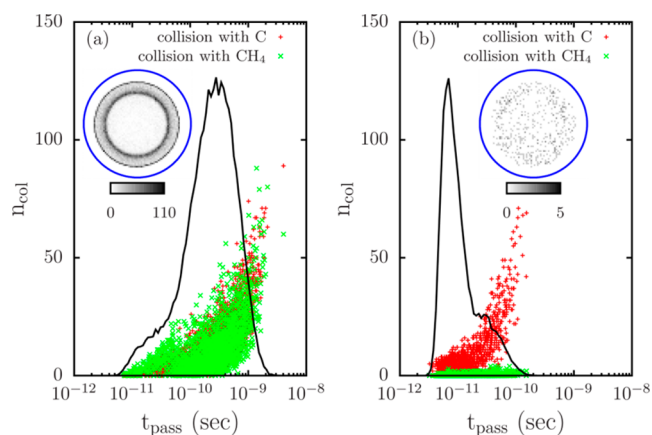 (a)
collision with C
collision with CH4
150
100
50
0
ncol
0 110
10−12 10−11 10−10 10−9 10−8
tpass (sec)
(b)
collision with C
collision with CH4
150
100
50
0
ncol
0 5
10−12 10−11 10−10 10−9 10−8
tpass (sec)